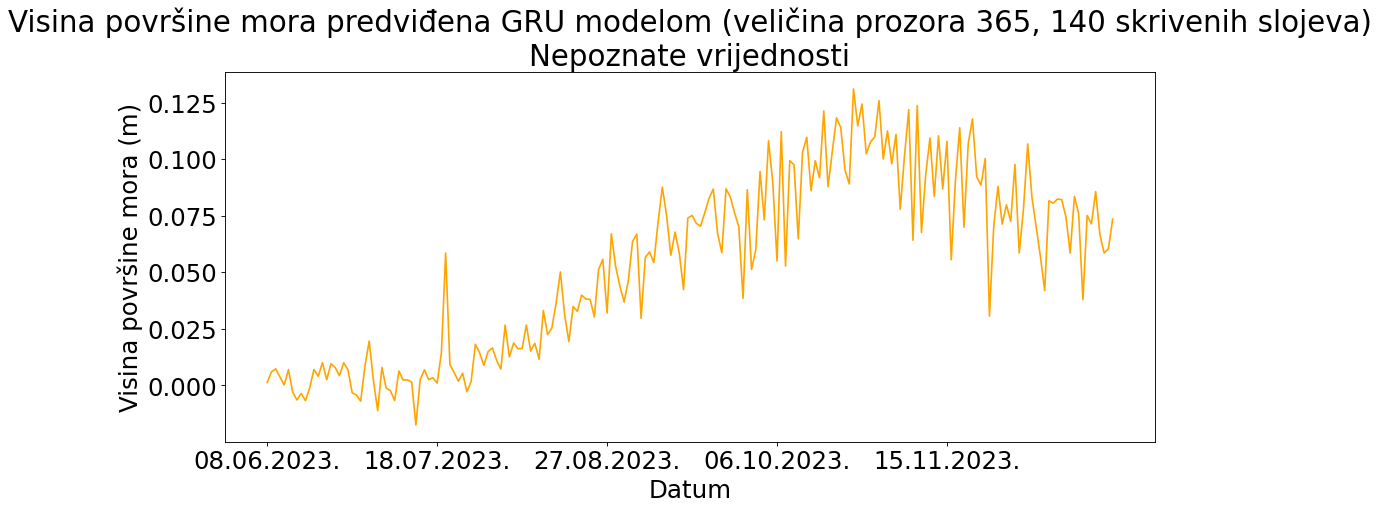 Visina površine mora predviđena GRU modelom (veličina prozora 365, 140 skrivenih slojeva)
Nepoznate vrijednosti
Visina površine mora (m)
0.125
0.100
0.075
0.050
0.025
0.000
08.06.2023. 18.07.2023. 27.08.2023. 06.10.2023. 15.11.2023.
Datum